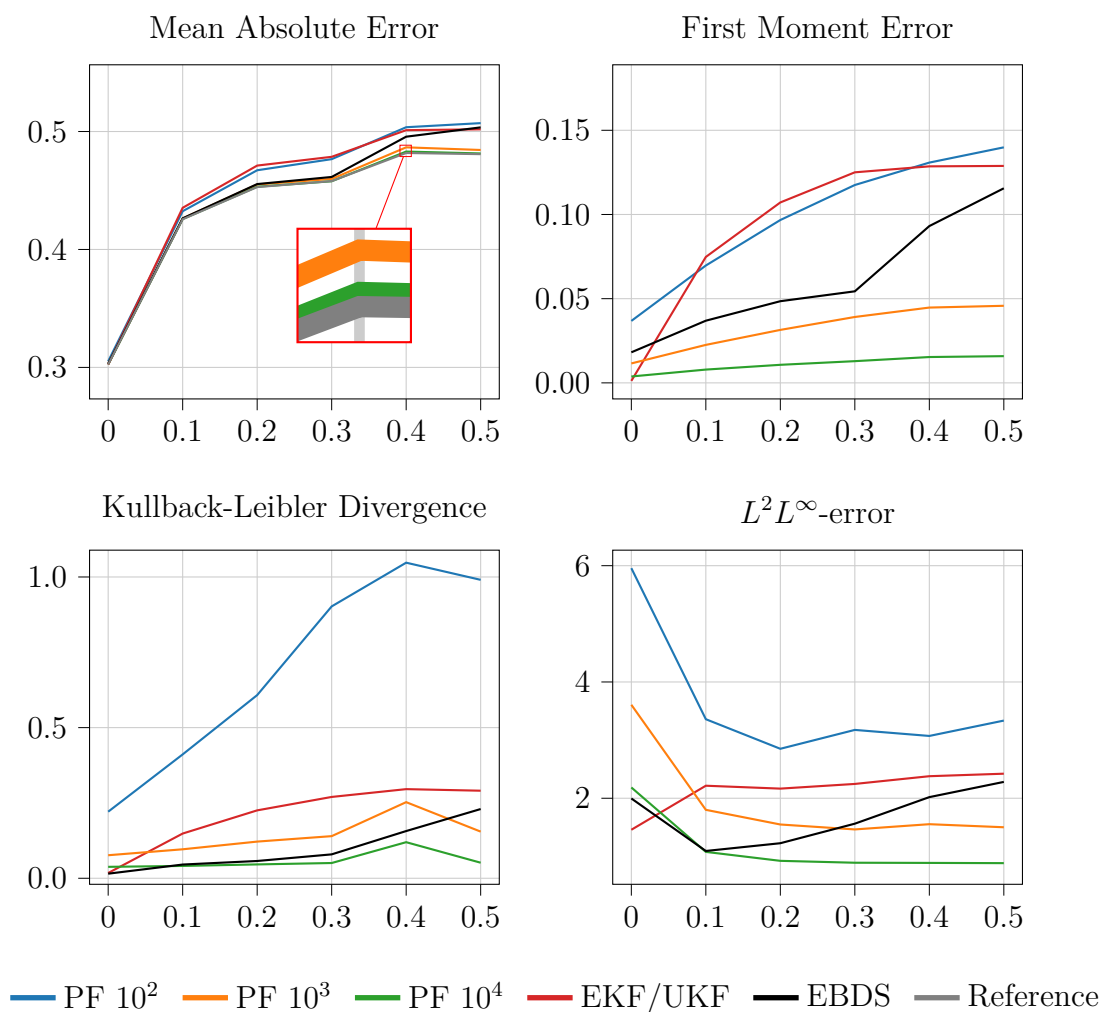 Mean Absolute Error
First Moment Error
0.5
0.4
0.3
0 0.1 0.2 0.3 0.4 0.5
0.15
0.10
0.05
0.00
0 0.1 0.2 0.3 0.4 0.5
Kullback-Leibler Divergence
L²L∞-error
1.0
0.5
0.0
0 0.1 0.2 0.3 0.4 0.5
6
4
2
0 0.1 0.2 0.3 0.4 0.5
PF 10² PF 10³ PF 10⁴ EKF/UKF EBDS Reference